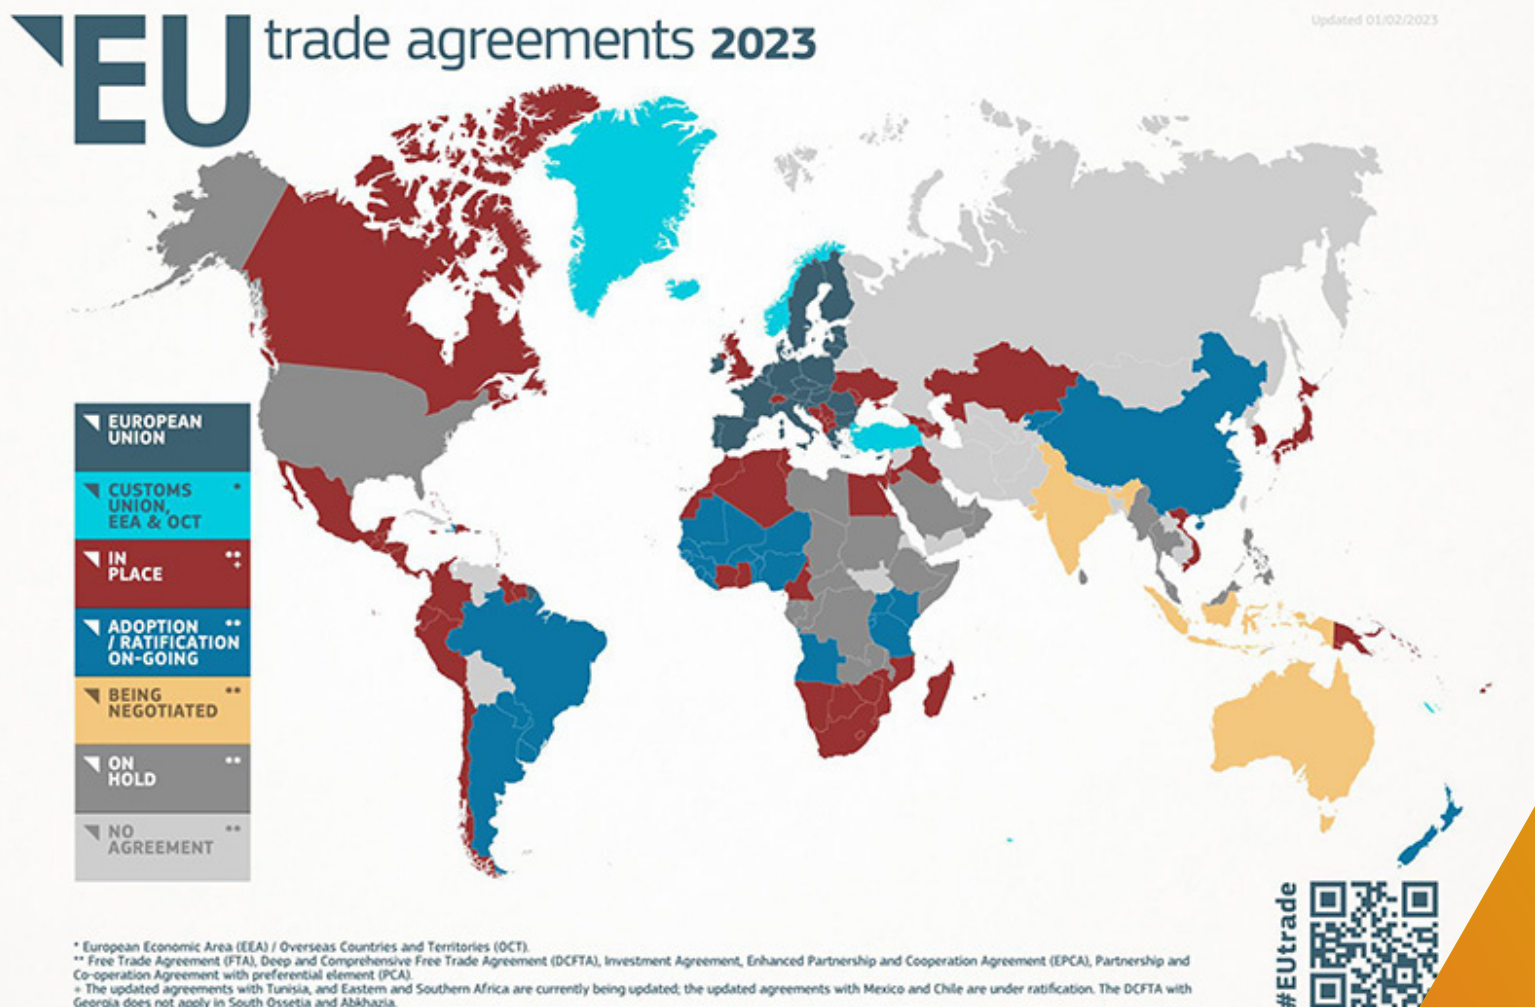 EU trade agreements 2023
Updated 01/02/2023
EUROPEAN
UNION
CUSTOMS *
UNION,
EEA & OCT
IN **
PLACE +
ADOPTION **
/ RATIFICATION
ON-GOING
BEING **
NEGOTIATED
ON **
HOLD
NO **
AGREEMENT
#EUtrade
* European Economic Area (EEA) / Overseas Countries and Territories (OCT).
** Free Trade Agreement (FTA), Deep and Comprehensive Free Trade Agreement (DCFTA), Investment Agreement, Enhanced Partnership and Cooperation Agreement (EPCA), Partnership and
Co-operation Agreement with preferential element (PCA).
+ The updated agreements with Tunisia, and Eastern and Southern Africa are currently being updated; the updated agreements with Mexico and Chile are under ratification. The DCFTA with
Georgia does not apply in South Ossetia and Abkhazia.